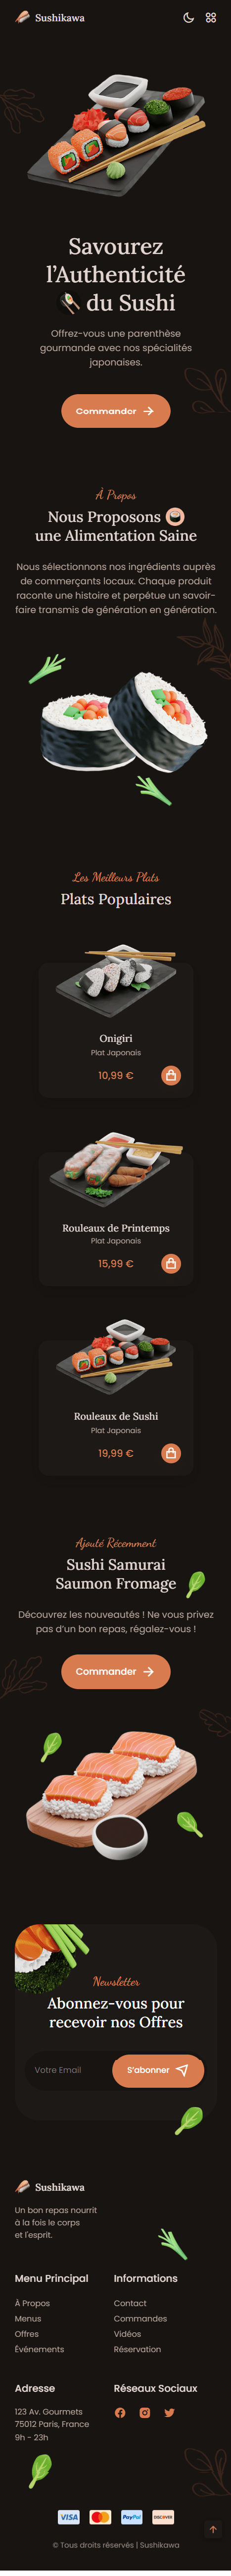 Sushikawa
Savourez
l’Authenticité
du Sushi
Offrez-vous une parenthèse
gourmande avec nos spécialités
japonaises.
Commander
À Propos
Nous Proposons
une Alimentation Saine
Nous sélectionnons nos ingrédients auprès
de commerçants locaux. Chaque produit
raconte une histoire et perpétue un savoir-
faire transmis de génération en génération.
Les Meilleurs Plats
Plats Populaires
Onigiri
Plat Japonais
10,99 €
Rouleaux de Printemps
Plat Japonais
15,99 €
Rouleaux de Sushi
Plat Japonais
19,99 €
Ajouté Récemment
Sushi Samurai
Saumon Fromage
Découvrez les nouveautés ! Ne vous privez
pas d’un bon repas, régalez-vous !
Commander
Newsletter
Abonnez-vous pour
recevoir nos Offres
Votre Email
S’abonner
Sushikawa
Un bon repas nourrit
à la fois le corps
et l'esprit.
Menu Principal
À Propos
Menus
Offres
Événements
Informations
Contact
Commandes
Vidéos
Réservation
Adresse
123 Av. Gourmets
75012 Paris, France
9h - 23h
Réseaux Sociaux
VISA
MasterCard
PayPal
DISCOVER
© Tous droits réservés | Sushikawa